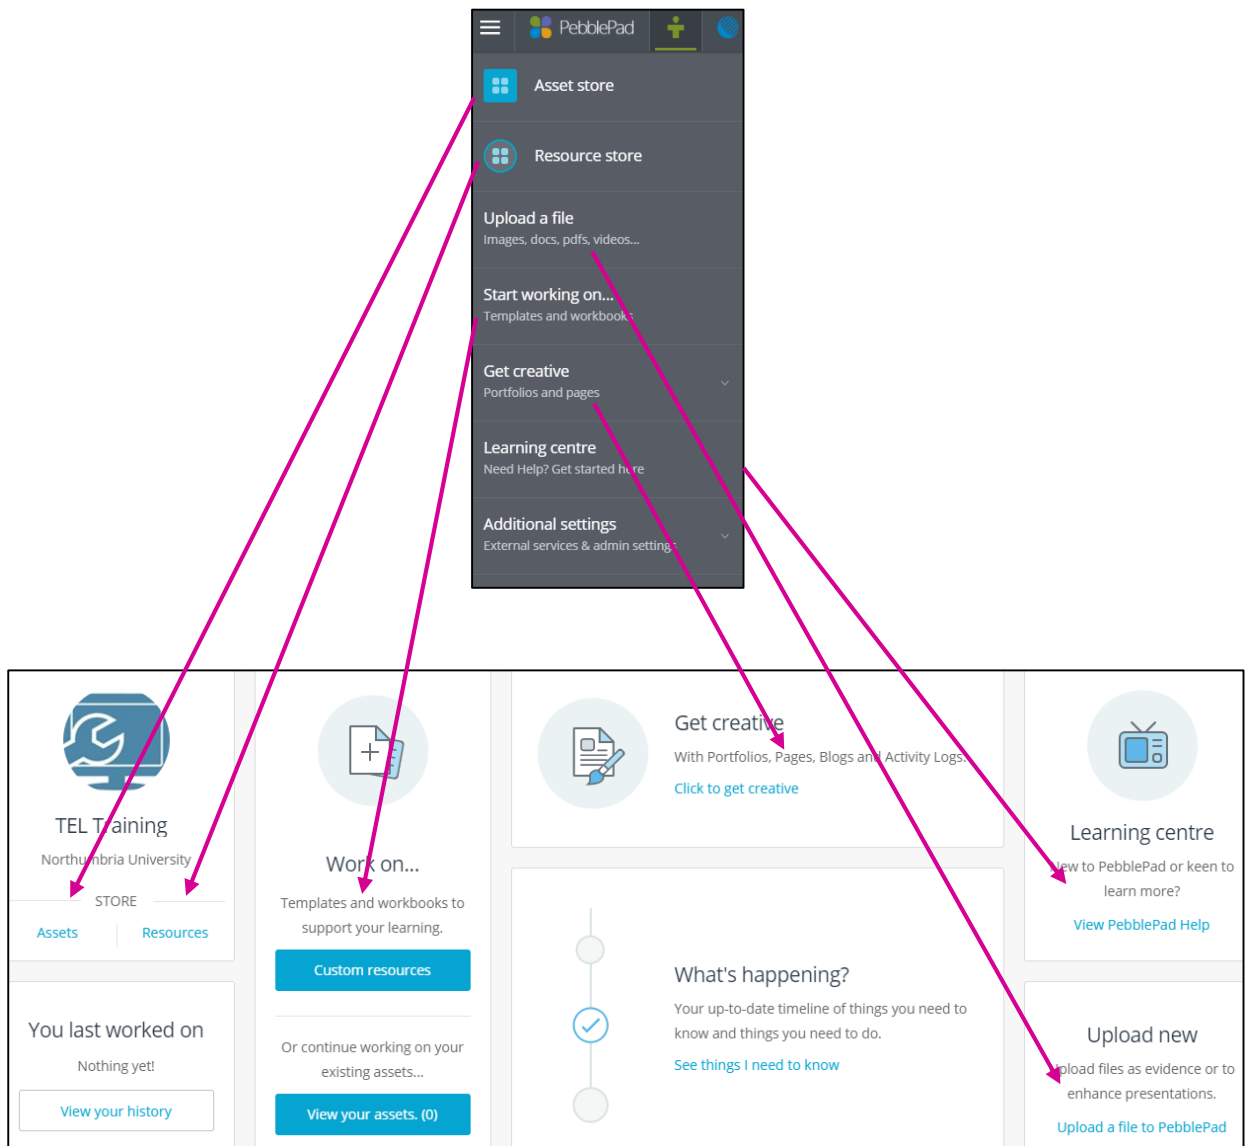 PebblePad
Asset store
Resource store
Upload a file
Images, docs, pdfs, videos...
Start working on...
Templates and workbooks
Get creative
Portfolios and pages
Learning centre
Need Help? Get started here
Additional settings
External services & admin settings
TEL Training
Northumbria University
STORE
Assets
Resources
You last worked on
Nothing yet!
View your history
Work on...
Templates and workbooks to
support your learning.
Custom resources
Or continue working on your
existing assets...
View your assets. (0)
Get creative
With Portfolios, Pages, Blogs and Activity Logs.
Click to get creative
What's happening?
Your up-to-date timeline of things you need to
know and things you need to do.
See things I need to know
Learning centre
New to PebblePad or keen to
learn more?
View PebblePad Help
Upload new
Upload files as evidence or to
enhance presentations.
Upload a file to PebblePad